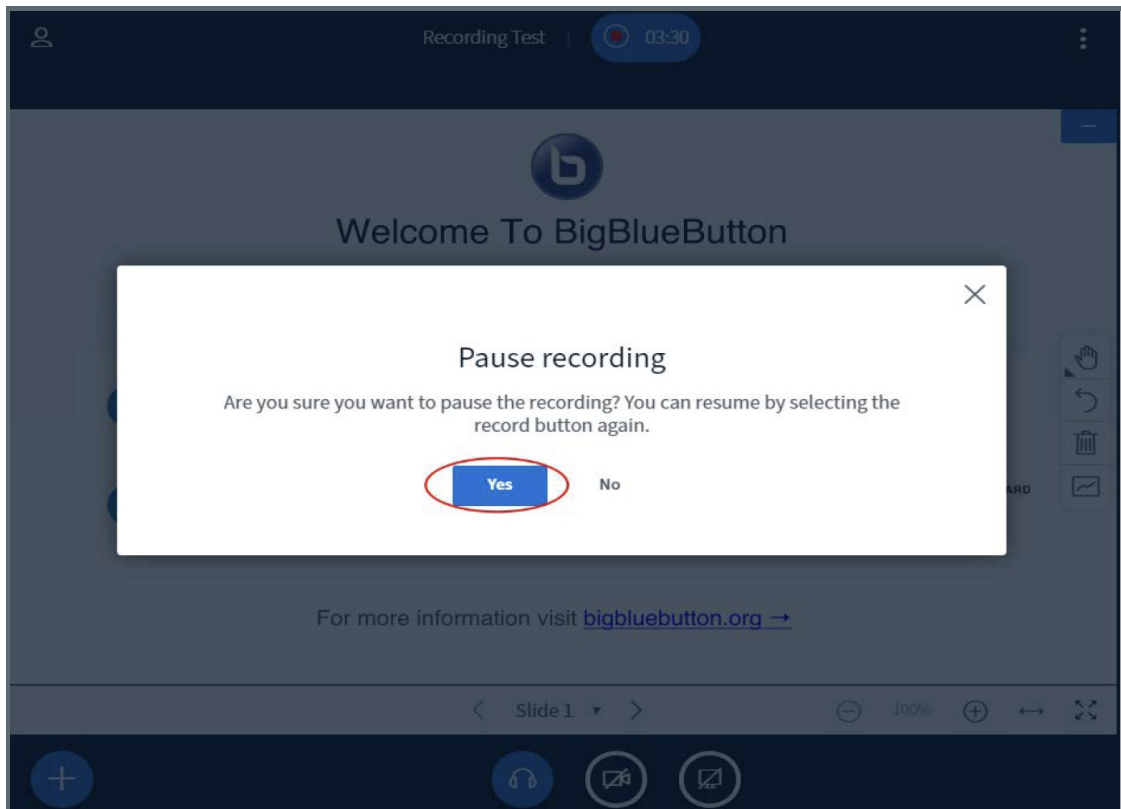 Recording Test
03:30
Welcome To BigBlueButton
Pause recording
Are you sure you want to pause the recording? You can resume by selecting the
record button again.
Yes No
ARD
For more information visit bigbluebutton.org →
Slide 1
100%